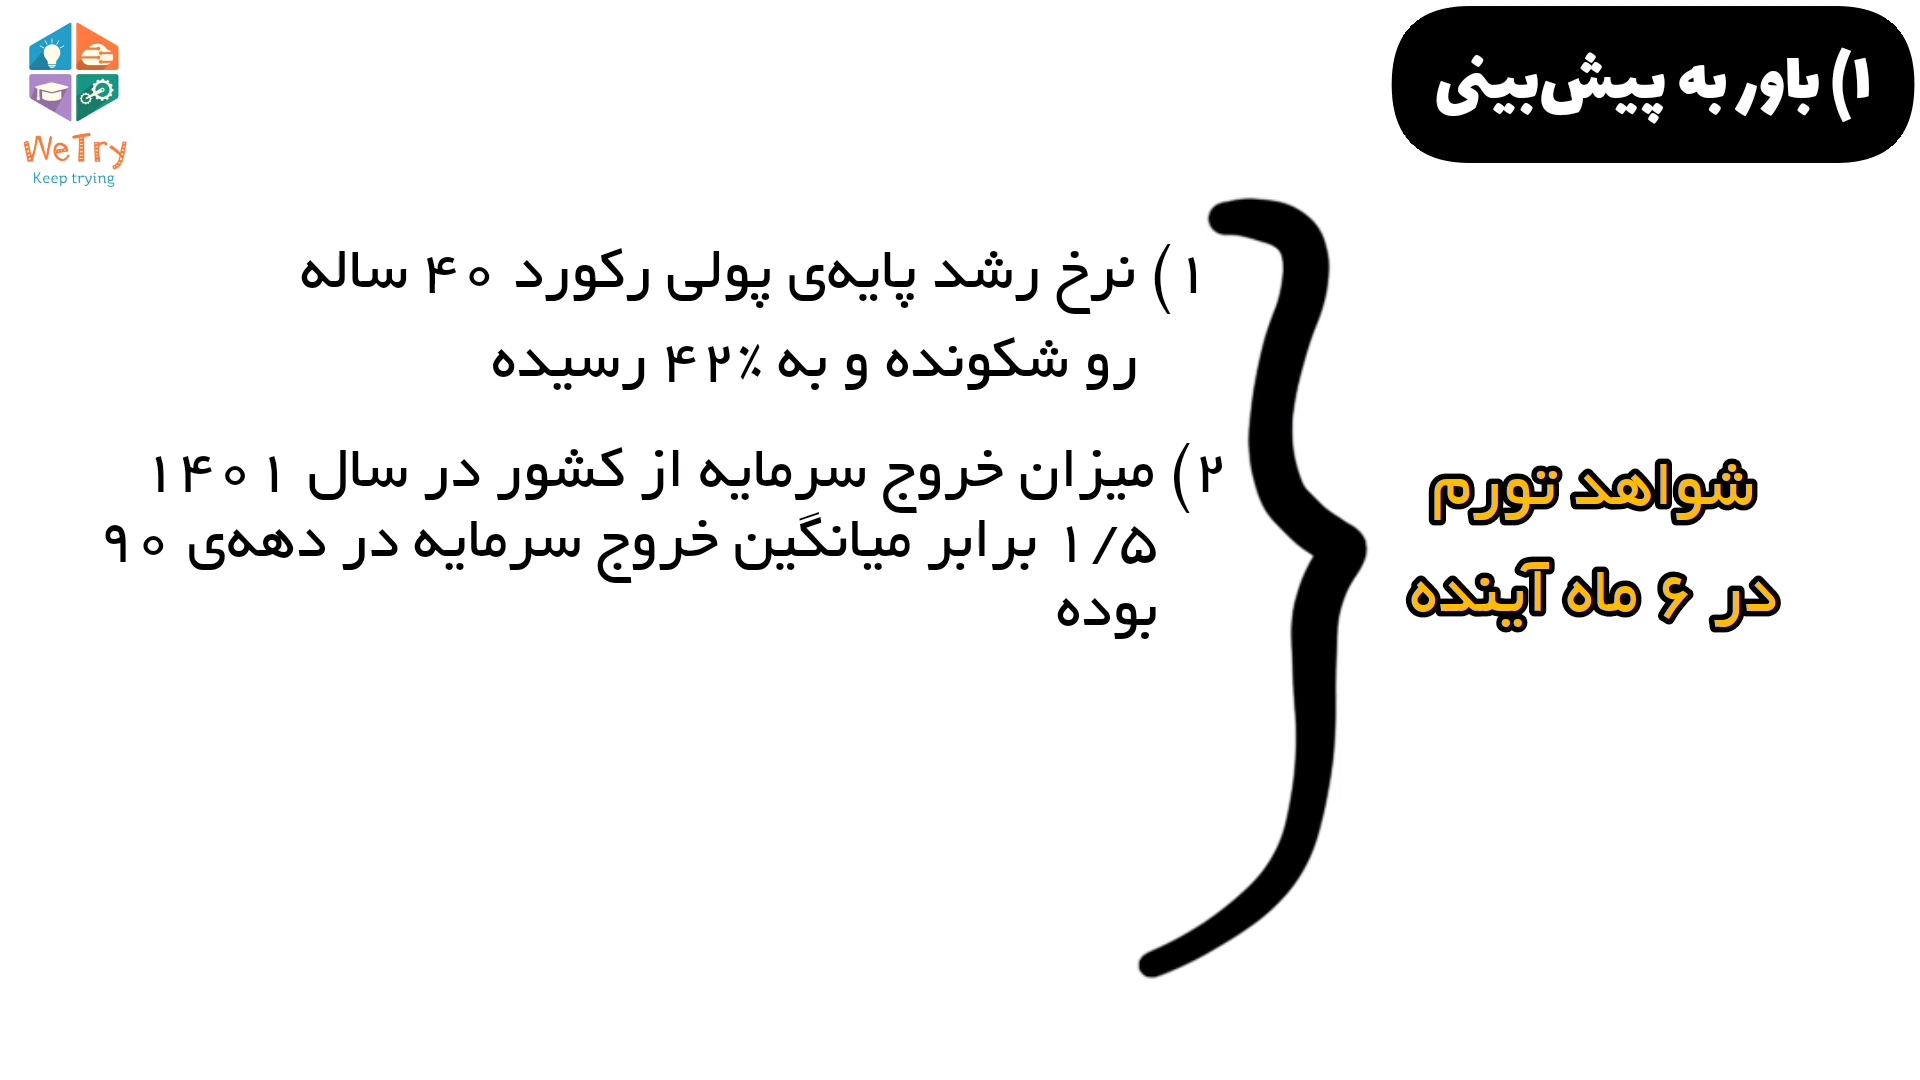 WeTry
Keep trying
۱) باور به پیش‌بینی
شواهد تورم
در ۶ ماه آینده
۱) نرخ رشد پایه‌ی پولی رکورد ۴۰ ساله
رو شکونده و به ۴۲٪ رسیده
۲) میزان خروج سرمایه از کشور در سال ۱۴۰۱
۱/۵ برابر میانگین خروج سرمایه در دهه‌ی ۹۰
بوده